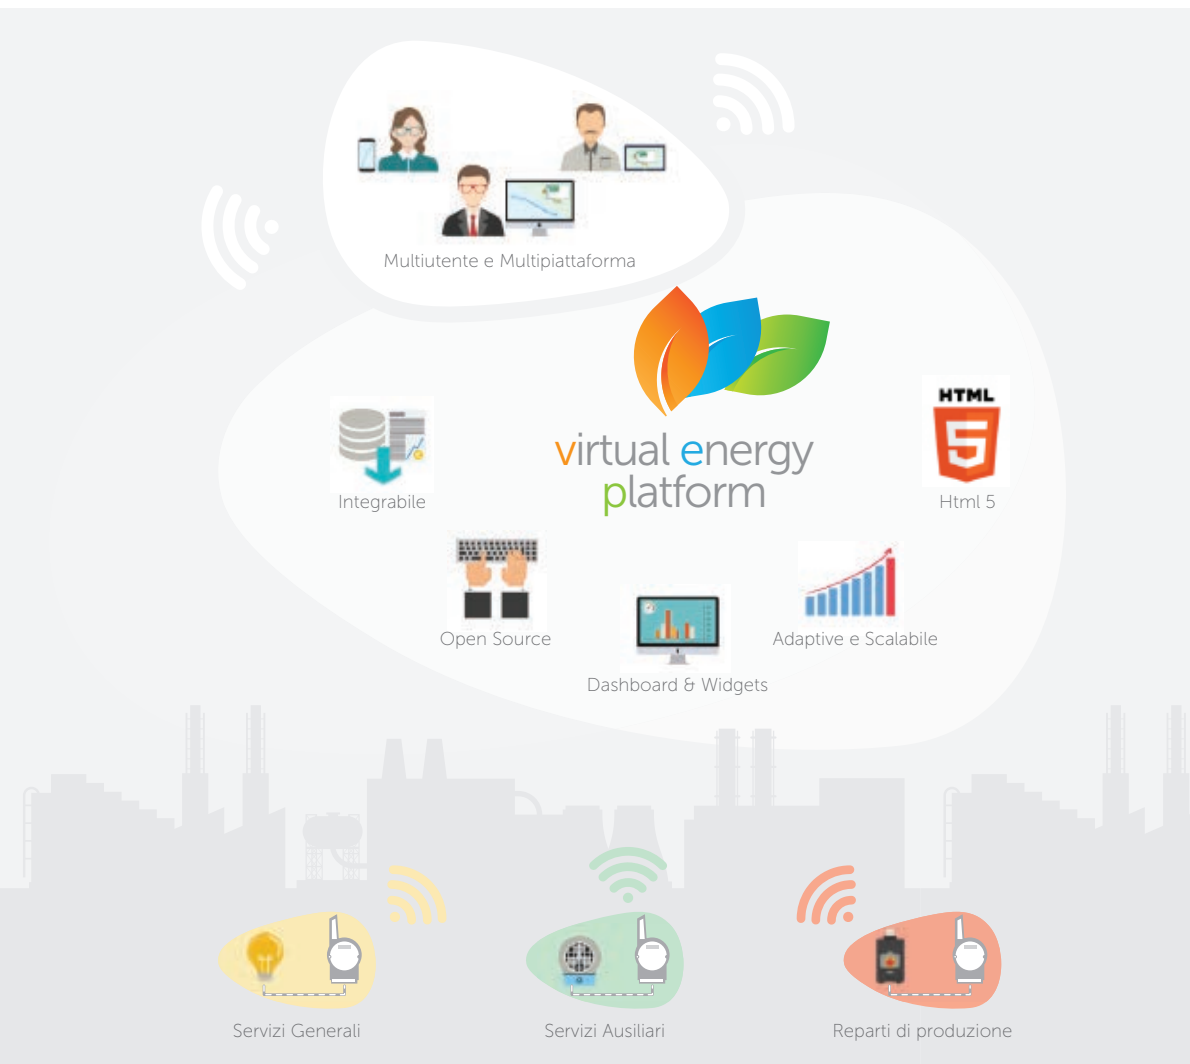 Multiutente e Multipiattaforma
virtual energy
platform
HTML
5
Integrabile
Html 5
Open Source
Adaptive e Scalabile
Dashboard & Widgets
Servizi Generali
Servizi Ausiliari
Reparti di produzione